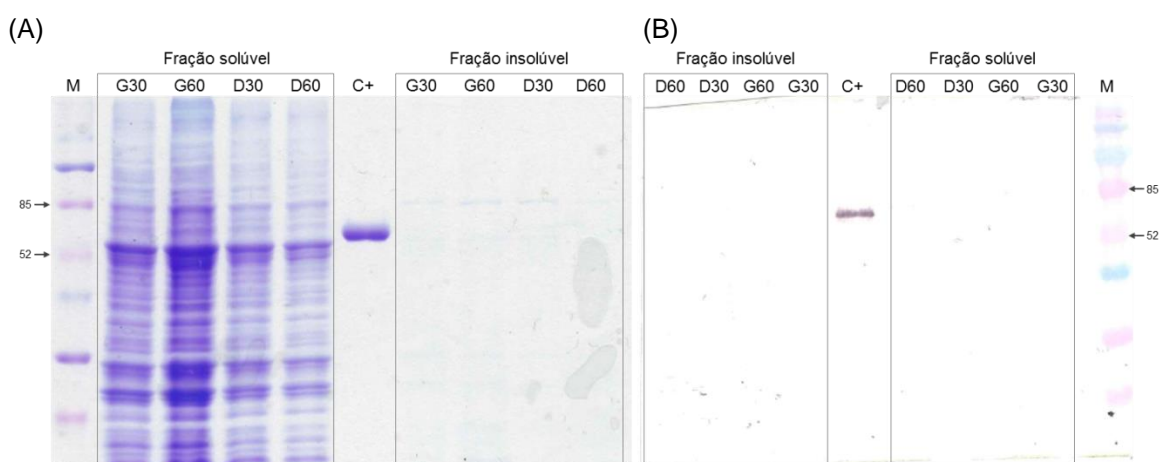 (A)
Fração solúvel
Fração insolúvel
M G30 G60 D30 D60 C+ G30 G60 D30 D60
85
52
(B)
Fração insolúvel
Fração solúvel
D60 D30 G60 G30 C+ D60 D30 G60 G30 M
85
52